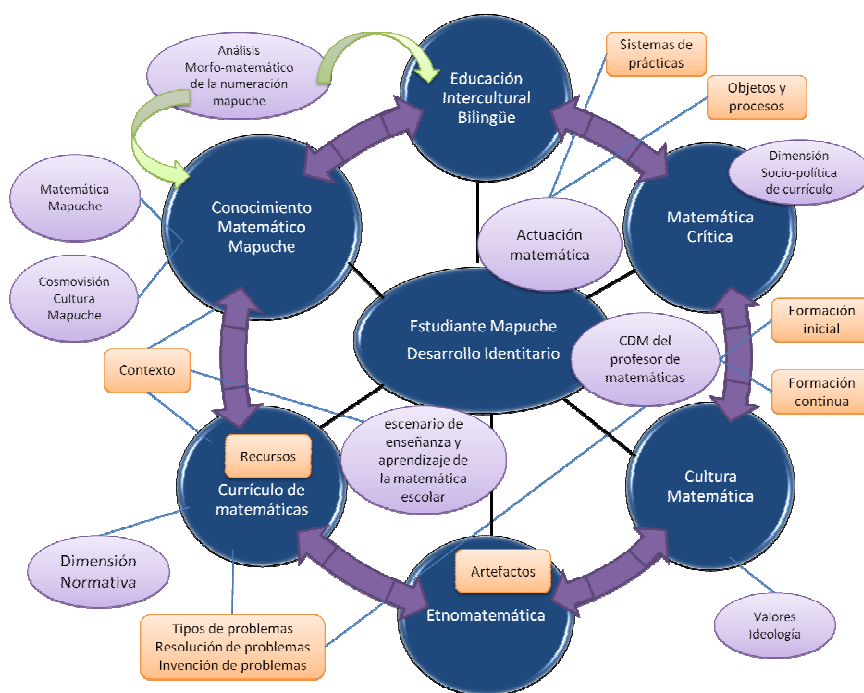 Análisis
Morfo-matemático
de la numeración
mapuche
Educación
Intercultural
Bilingüe
Sistemas de
prácticas
Objetos y
procesos
Dimensión
Socio-política
de currículo
Matemática
Mapuche
Conocimiento
Matemático
Mapuche
Actuación
matemática
Matemática
Crítica
Cosmovisión
Cultura
Mapuche
Estudiante Mapuche
Desarrollo Identitario
CDM del
profesor de
matemáticas
Formación
inicial
Contexto
Formación
continua
escenario de
enseñanza y
aprendizaje de
la matemática
escolar
Recursos
Currículo de
matemáticas
Cultura
Matemática
Dimensión
Normativa
Artefactos
Etnomatemática
Tipos de problemas
Resolución de problemas
Invención de problemas
Valores
Ideología